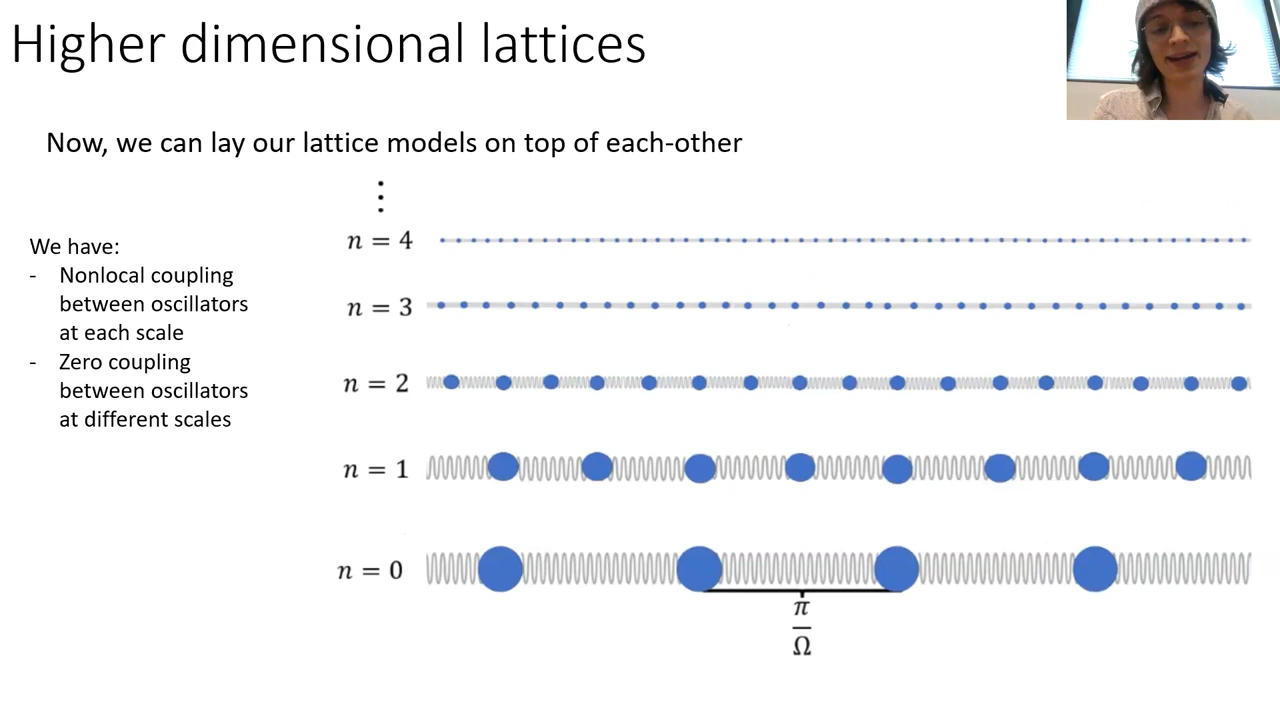 Higher dimensional lattices
Now, we can lay our lattice models on top of each-other
We have:
- Nonlocal coupling
between oscillators
at each scale
- Zero coupling
between oscillators
at different scales
⋮
n = 4
n = 3
n = 2
n = 1
n = 0
π
Ω